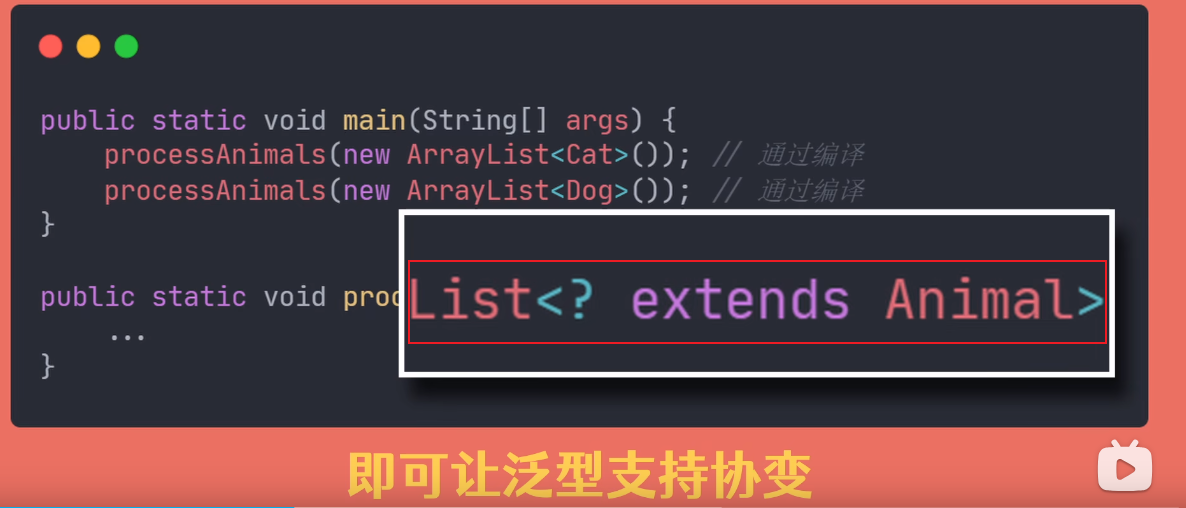 public static void main(String[] args) {
processAnimals(new ArrayList<Cat>()); // 通过编译
processAnimals(new ArrayList<Dog>()); // 通过编译
}
public static void proc
List<? extends Animal>
...
}
即可让泛型支持协变